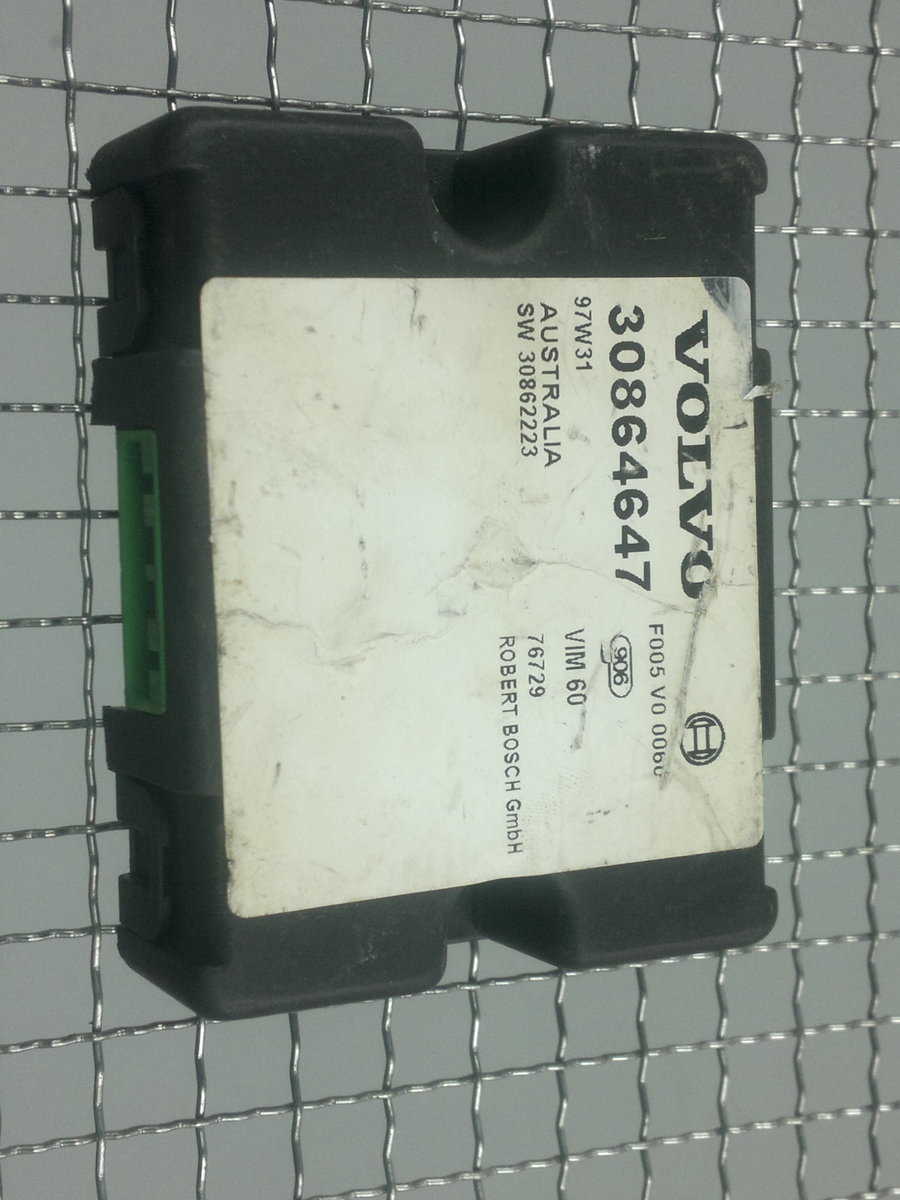 VOLVO
30864647
97W31
AUSTRALIA
SW 30862223
F005 V0 0060
906
VIM 60
76729
ROBERT BOSCH GmbH